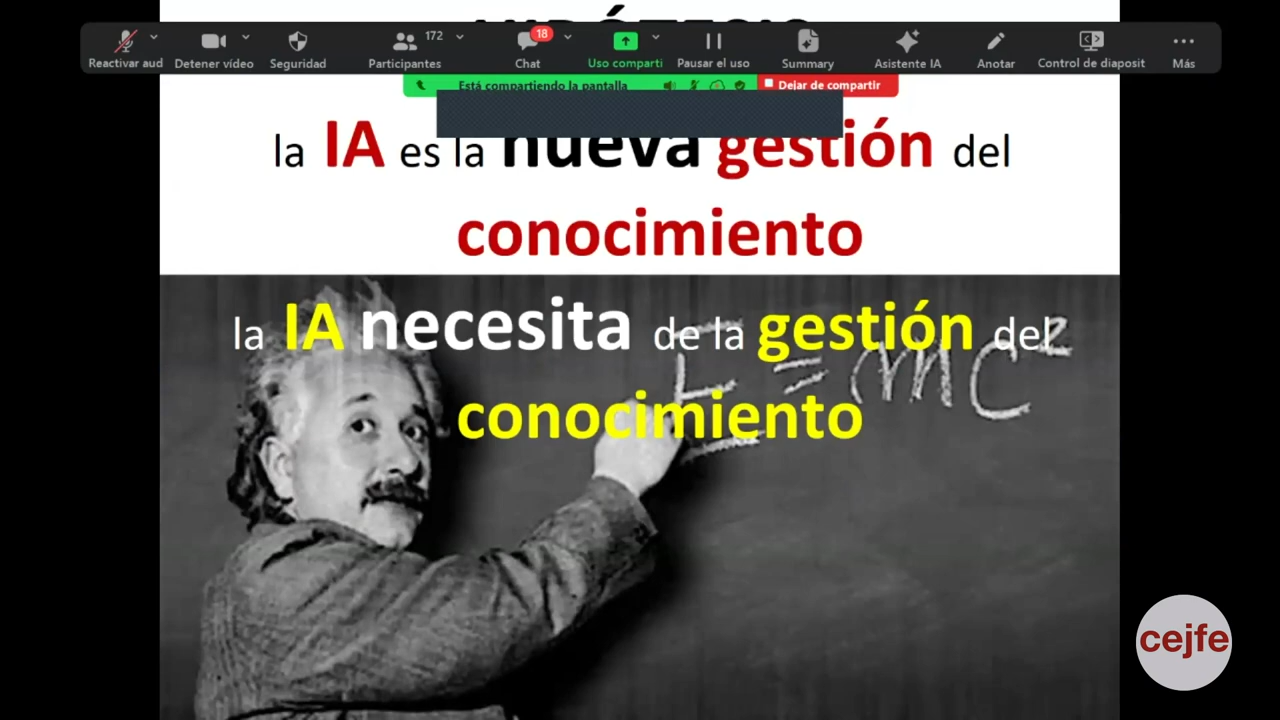 172
18
Reactivar aud
Detener vídeo
Seguridad
Participantes
Chat
Uso comparti
Pausar el uso
Summary
Asistente IA
Anotar
Control de diaposit
Más
Está compartiendo la pantalla
Dejar de compartir
la IA es la nueva gestión del
conocimiento
la IA necesita de la gestión del
conocimiento
E = mc²
cejfe